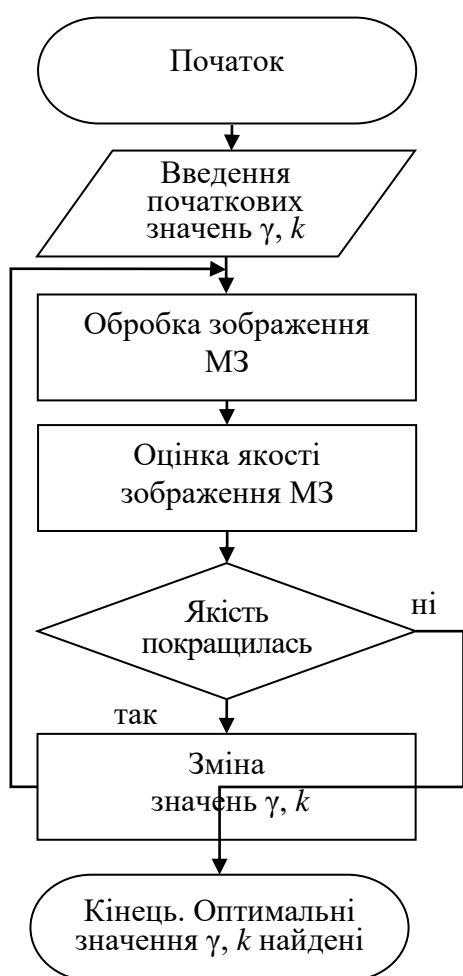 Початок
Введення
початкових
значень γ, k
Обробка зображення
МЗ
Оцінка якості
зображення МЗ
Якість
покращилась
ні
так
Зміна
значень γ, k
Кінець. Оптимальні
значення γ, k найдені